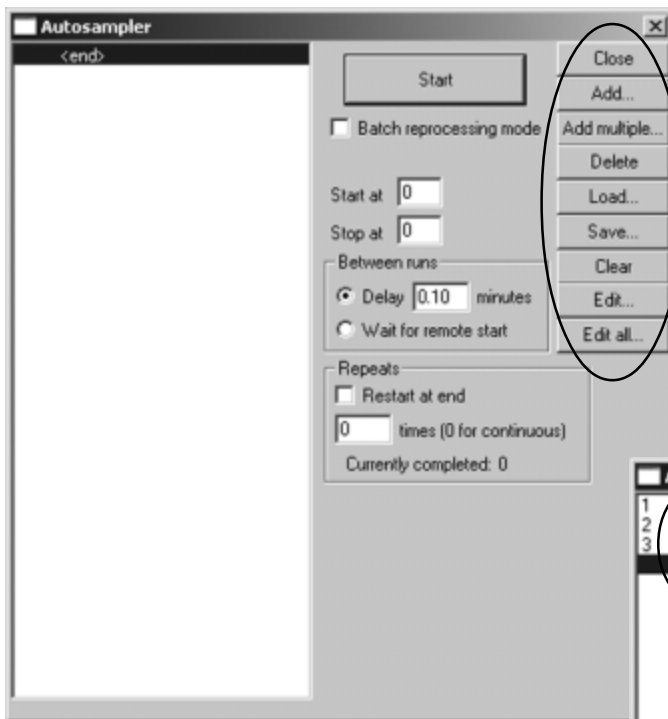 Autosampler
<end>
Start
Batch reprocessing mode
Start at 0
Stop at 0
Between runs
Delay 0.10 minutes
Wait for remote start
Repeats
Restart at end
0 times (0 for continuous)
Currently completed: 0
Close
Add...
Add multiple...
Delete
Load...
Save...
Clear
Edit...
Edit all...
1
2
3